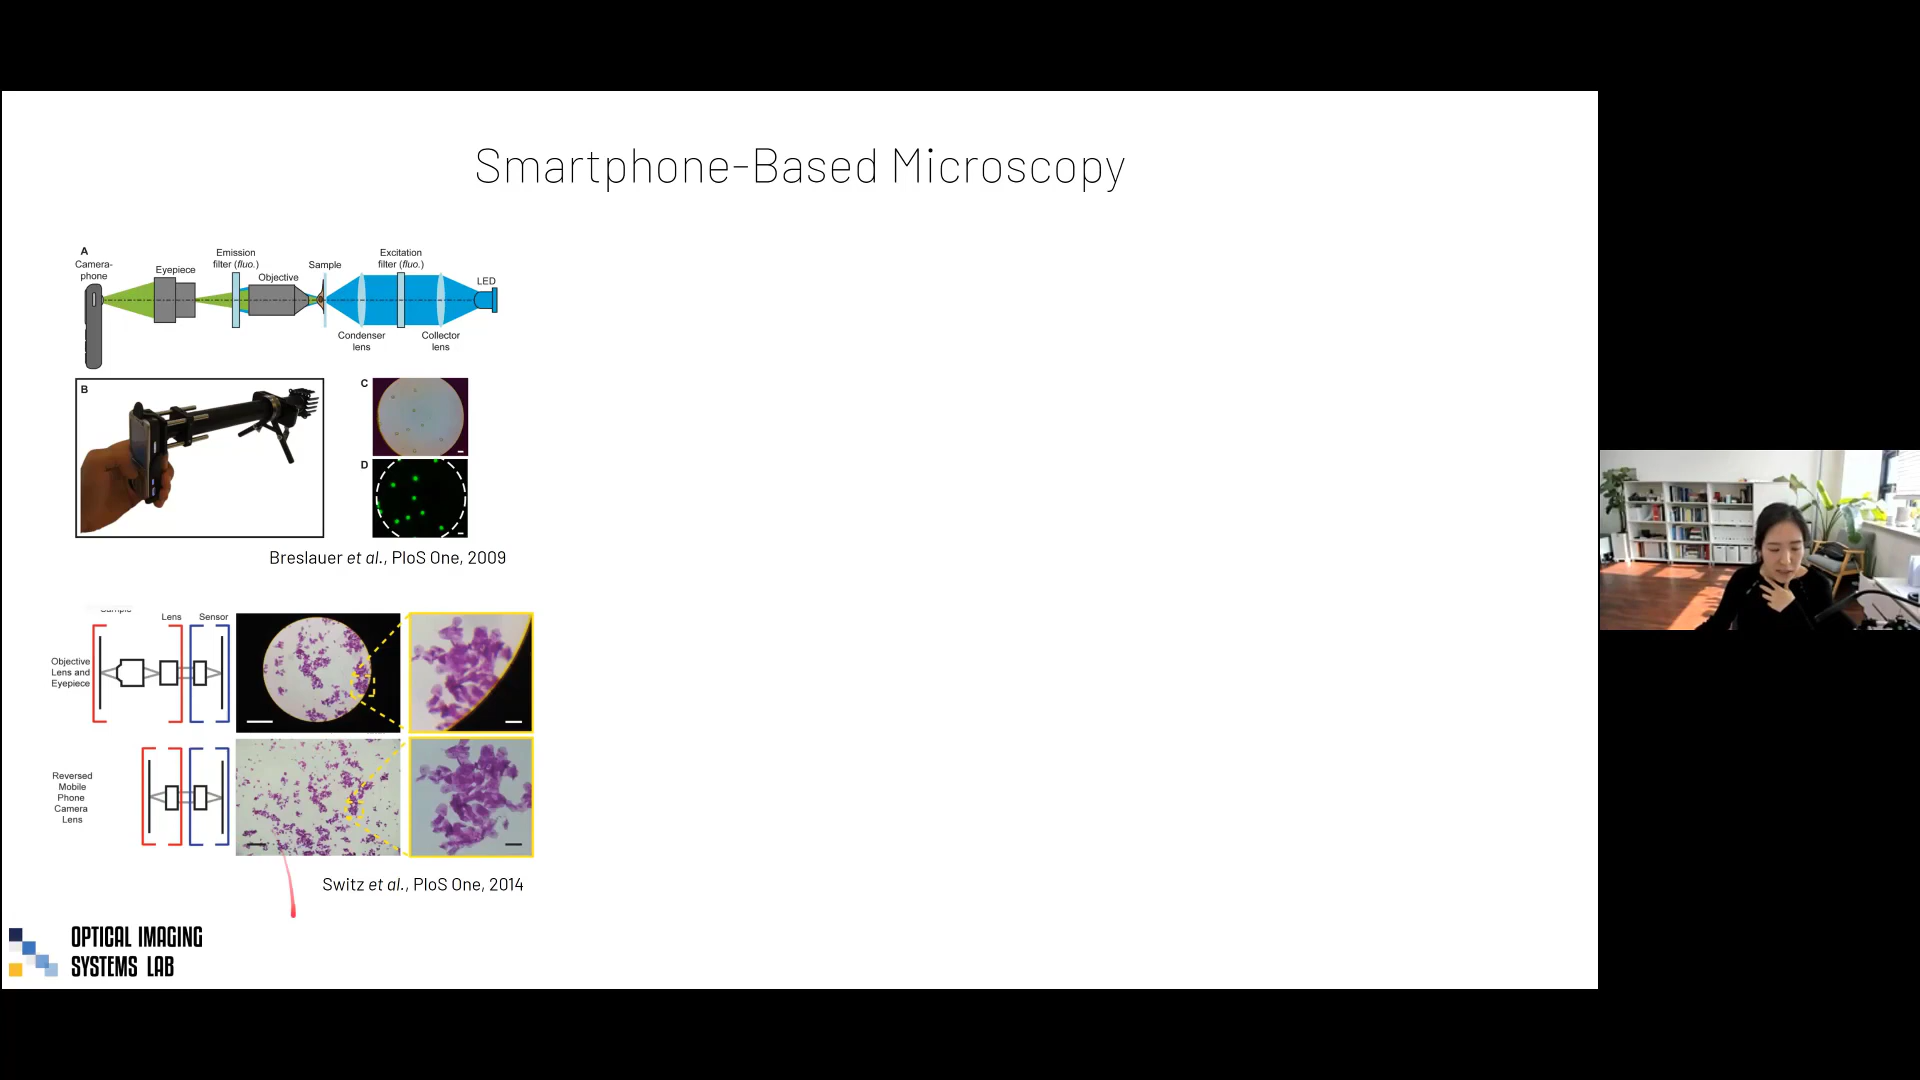 Smartphone-Based Microscopy
A
Camera-
phone
Eyepiece
Emission
filter (fluo.)
Objective
Sample
Excitation
filter (fluo.)
LED
Condenser
lens
Collector
lens
B
C
D
Breslauer et al., PloS One, 2009
Lens
Sensor
Objective
Lens and
Eyepiece
Reversed
Mobile
Phone
Camera
Lens
Switz et al., PloS One, 2014
OPTICAL IMAGING
SYSTEMS LAB